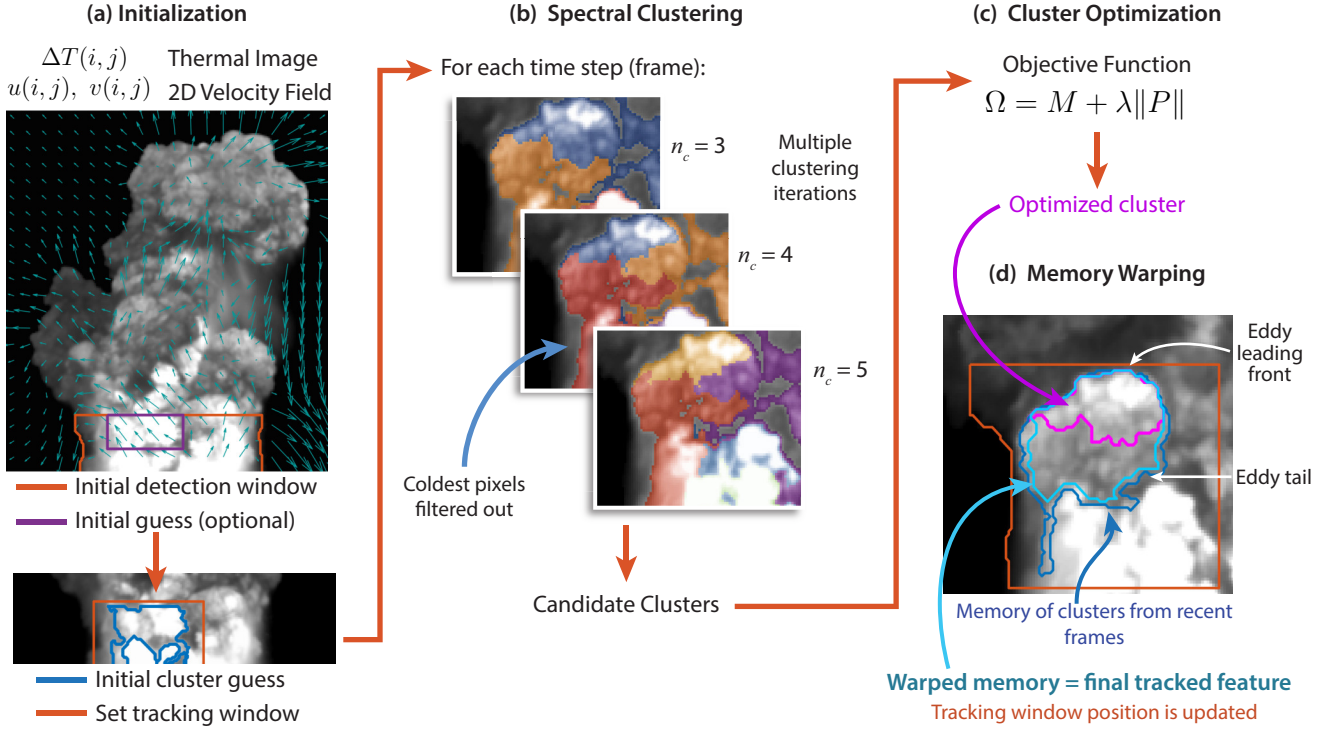 (a) Initialization
ΔT(i, j) Thermal Image
u(i, j), v(i, j) 2D Velocity Field
Initial detection window
Initial guess (optional)
Initial cluster guess
Set tracking window
(b) Spectral Clustering
For each time step (frame):
n_c = 3
Multiple
clustering
iterations
n_c = 4
n_c = 5
Coldest pixels
filtered out
Candidate Clusters
(c) Cluster Optimization
Objective Function
Ω = M + λ‖P‖
Optimized cluster
(d) Memory Warping
Eddy
leading
front
Eddy tail
Memory of clusters from recent
frames
Warped memory = final tracked feature
Tracking window position is updated